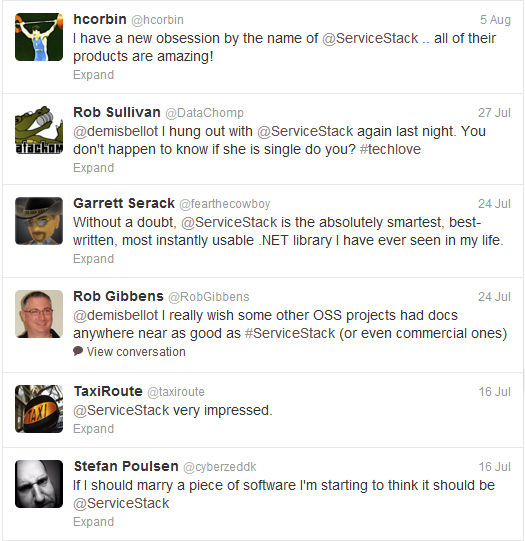 hcorbin @hcorbin 5 Aug
I have a new obsession by the name of @ServiceStack .. all of their
products are amazing!
Expand
Rob Sullivan @DataChomp 27 Jul
@demisbellot I hung out with @ServiceStack again last night. You
don't happen to know if she is single do you? #techlove
Expand
Garrett Serack @fearthecowboy 24 Jul
Without a doubt, @ServiceStack is the absolutely smartest, best-
written, most instantly usable .NET library I have ever seen in my life.
Expand
Rob Gibbens @RobGibbens 24 Jul
@demisbellot I really wish some other OSS projects had docs
anywhere near as good as #ServiceStack (or even commercial ones)
View conversation
TaxiRoute @taxiroute 16 Jul
@ServiceStack very impressed.
Expand
TAXI
Stefan Poulsen @cyberzeddk 16 Jul
If I should marry a piece of software I'm starting to think it should be
@ServiceStack
Expand